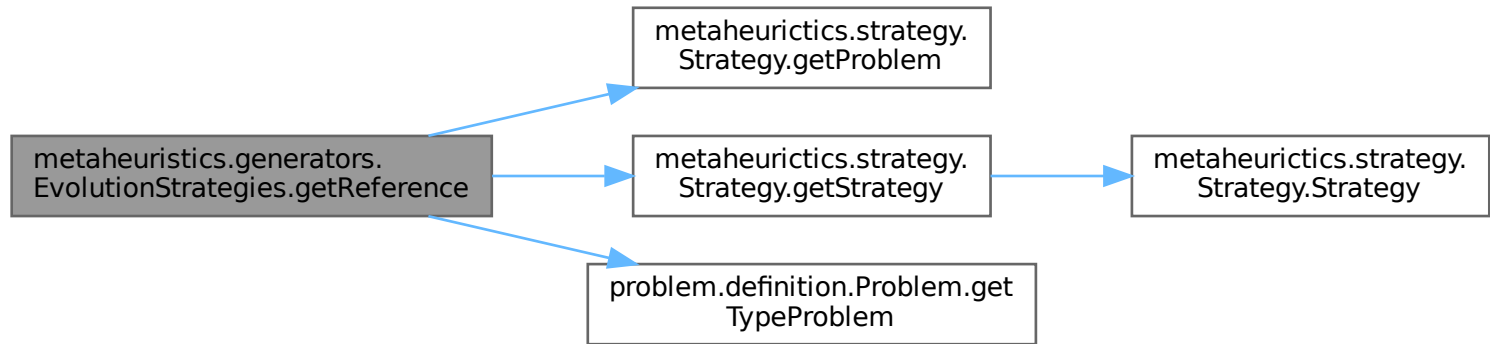 metaheurictics.strategy.
Strategy.getProblem
metaheuristics.generators.
EvolutionStrategies.getReference
metaheurictics.strategy.
Strategy.getStrategy
metaheurictics.strategy.
Strategy.Strategy
problem.definition.Problem.get
TypeProblem